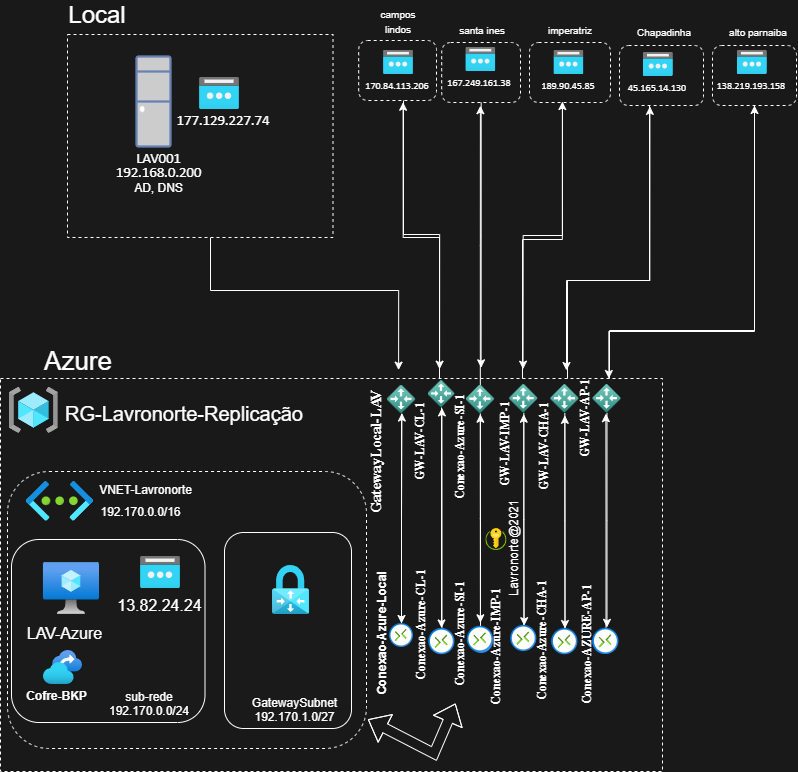 Local
campos
lindos
santa ines
imperatriz
Chapadinha
alto parnaiba
170.84.113.206
167.249.161.38
189.90.45.85
45.165.14.130
138.219.193.158
177.129.227.74
LAV001
192.168.0.200
AD, DNS
Azure
RG-Lavronorte-Replicação
GatewayLocal-LAV
GW-LAV-CL-1
Conexao-Azure-SI-1
GW-LAV-IMP-1
GW-LAV-CHA-1
GW-LAV-AP-1
VNET-Lavronorte
192.170.0.0/16
Lavronorte@2021
13.82.24.24
LAV-Azure
Cofre-BKP
sub-rede
192.170.0.0/24
GatewaySubnet
192.170.1.0/27
Conexao-Azure-Local
Conexao-Azure-CL-1
Conexao-Azure-SI-1
Conexao-Azure-IMP-1
Conexao-Azure-CHA-1
Conexao-AZURE-AP-1